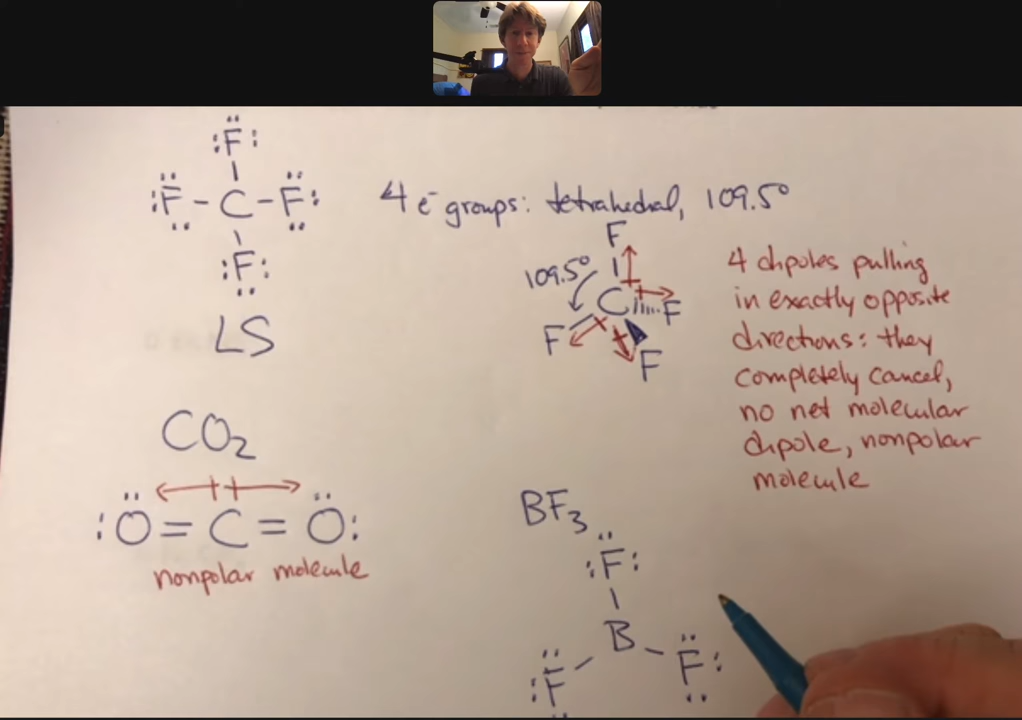 :F:
:F - C - F:
:F:
LS
4 e⁻ groups: tetrahedral, 109.5°
F
109.5°
C
F
F
F
4 dipoles pulling
in exactly opposite
directions: they
completely cancel,
no net molecular
dipole, nonpolar
molecule
CO₂
:O = C = O:
nonpolar molecule
BF₃
:F:
B
:F
F: